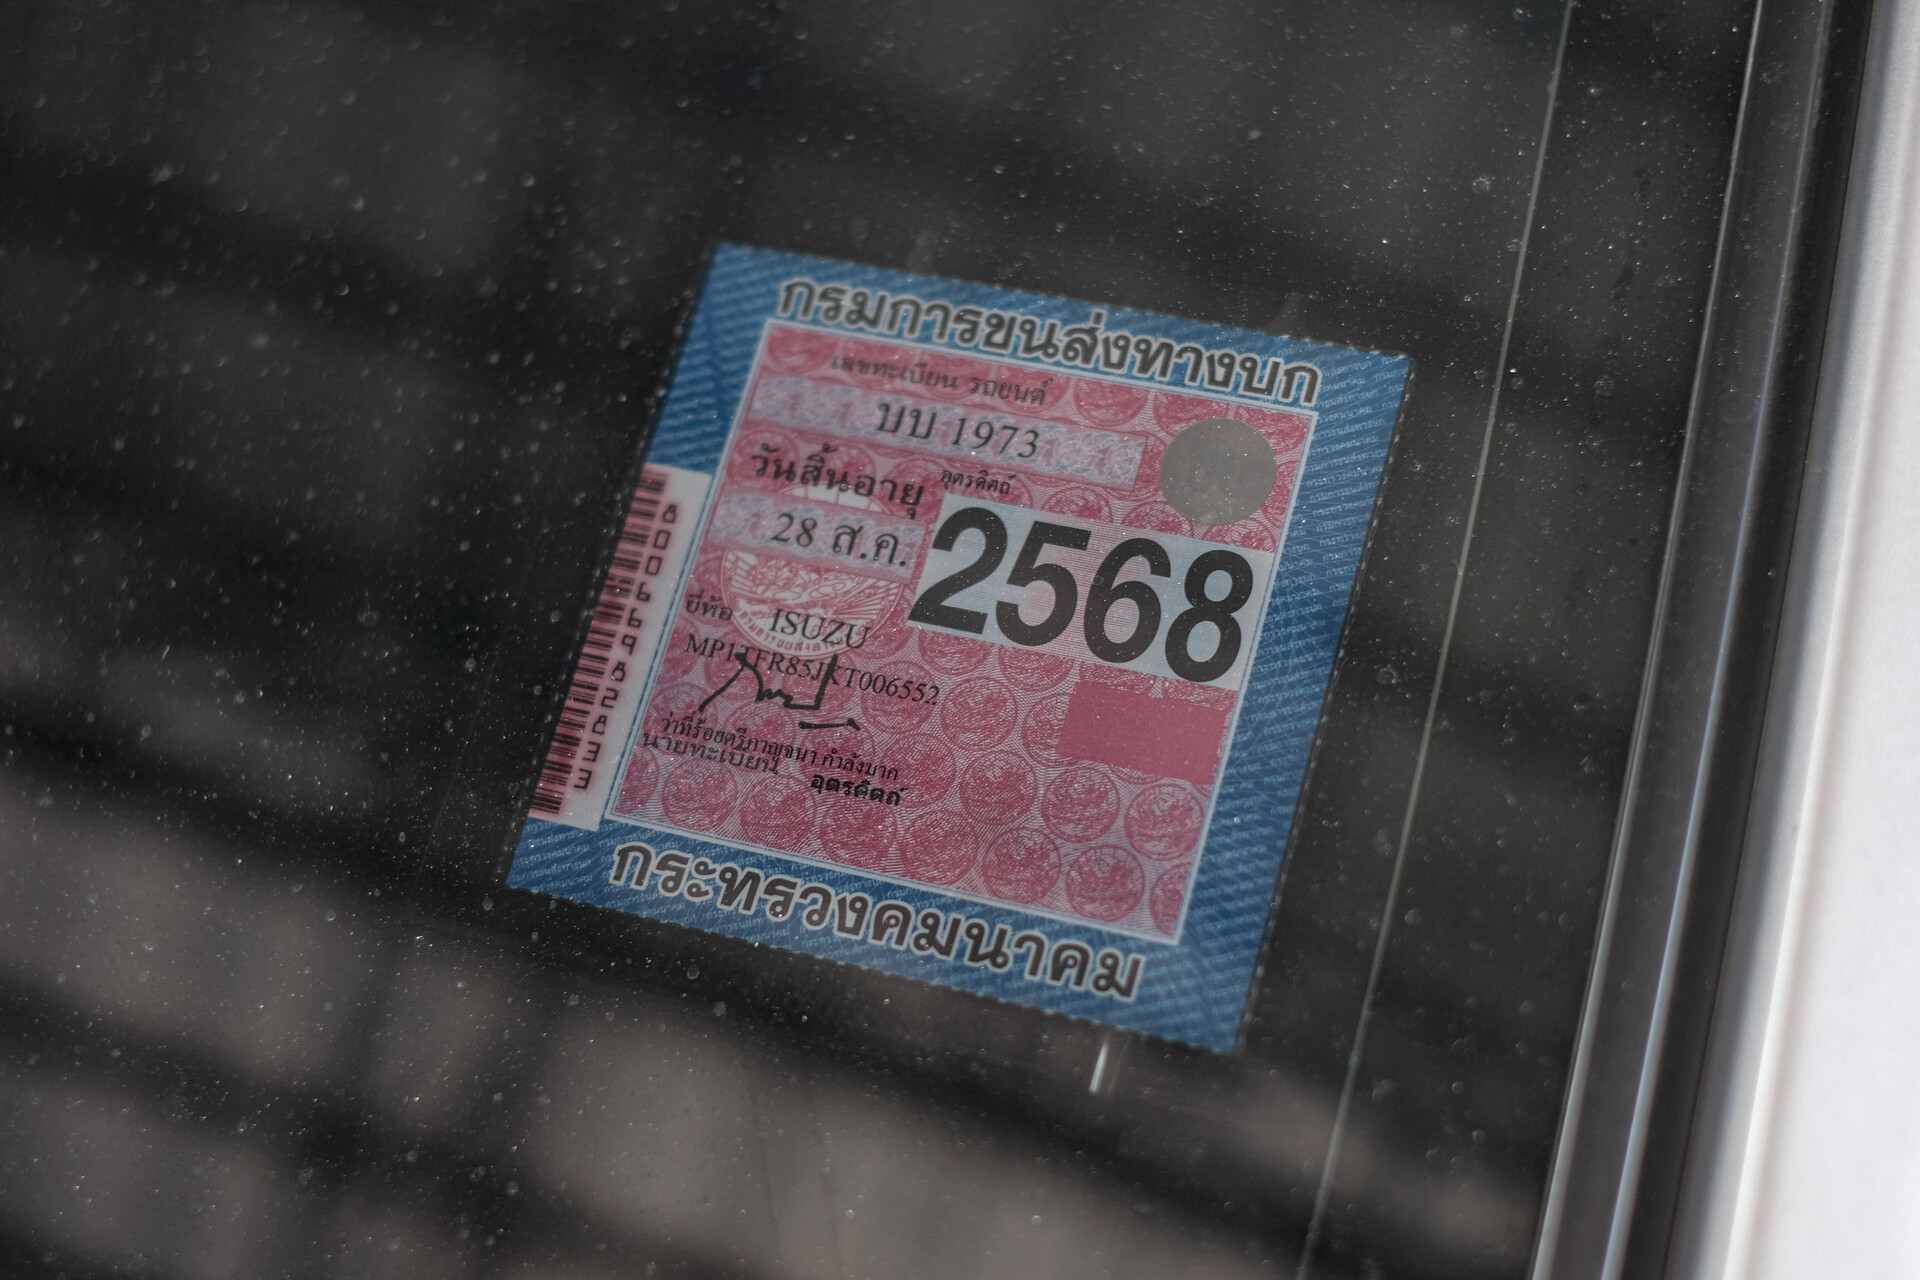 กรมการขนส่งทางบก
เลขทะเบียน รถยนต์
บบ 1973
วันสิ้นอายุ
อุตรดิตถ์
28 ส.ค.
2568
ยี่ห้อ ISUZU
MP1TFR85JKT006552
ว่าที่ร้อยตรีกาญจนา กำลังมาก
นายทะเบียน
อุตรดิตถ์
กระทรวงคมนาคม
8006698282833